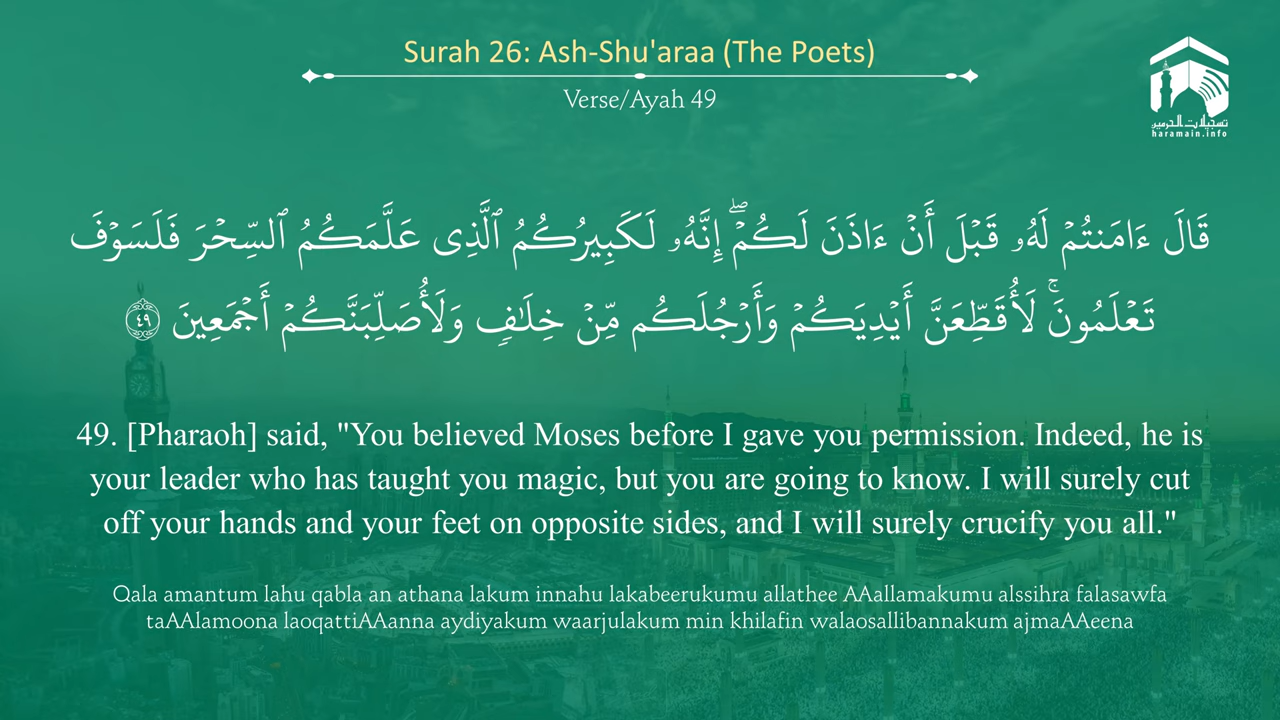 Surah 26: Ash-Shu'araa (The Poets)
Verse/Ayah 49
تسجيلات الحرمين
haramain.info
قَالَ ءَامَنتُمۡ لَهُۥ قَبۡلَ أَنۡ ءَاذَنَ لَكُمۡۖ إِنَّهُۥ لَكَبِيرُكُمُ ٱلَّذِى عَلَّمَكُمُ ٱلسِّحۡرَ فَلَسَوۡفَ
تَعۡلَمُونَۚ لَأُقَطِّعَنَّ أَيۡدِيَكُمۡ وَأَرۡجُلَكُم مِّنۡ خِلَٰفٍ وَلَأُصَلِّبَنَّكُمۡ أَجۡمَعِينَ ٤٩
49. [Pharaoh] said, "You believed Moses before I gave you permission. Indeed, he is
your leader who has taught you magic, but you are going to know. I will surely cut
off your hands and your feet on opposite sides, and I will surely crucify you all."
Qala amantum lahu qabla an athana lakum innahu lakabeerukumu allathee AAallamakumu alssihra falasawfa
taAAlamoona laoqattiAAanna aydiyakum waarjulakum min khilafin walaosallibannakum ajmaAAeena